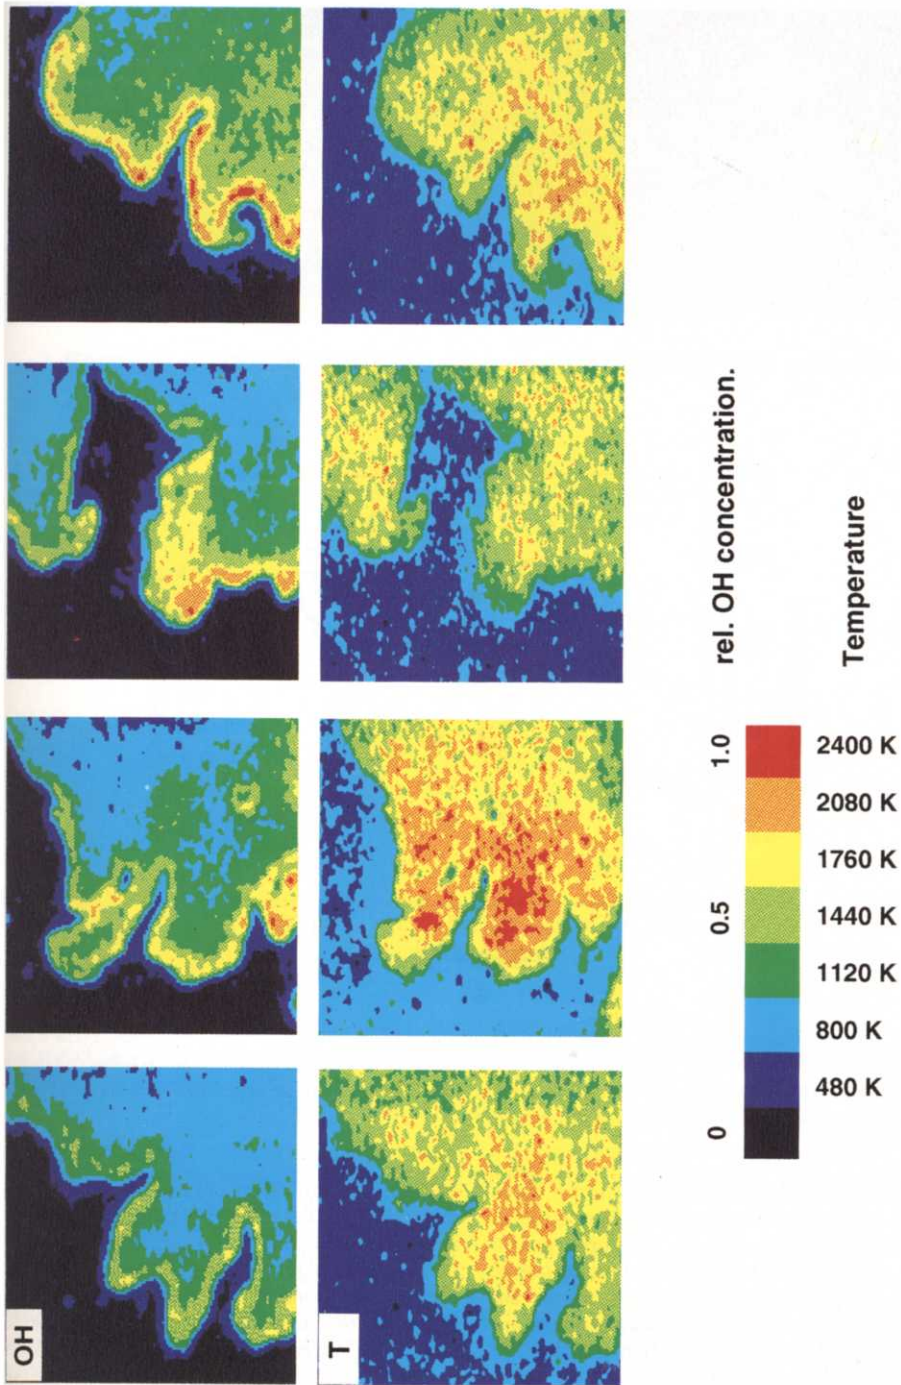 OH
T
rel. OH concentration.
Temperature
0
0.5
1.0
480 K
800 K
1120 K
1440 K
1760 K
2080 K
2400 K